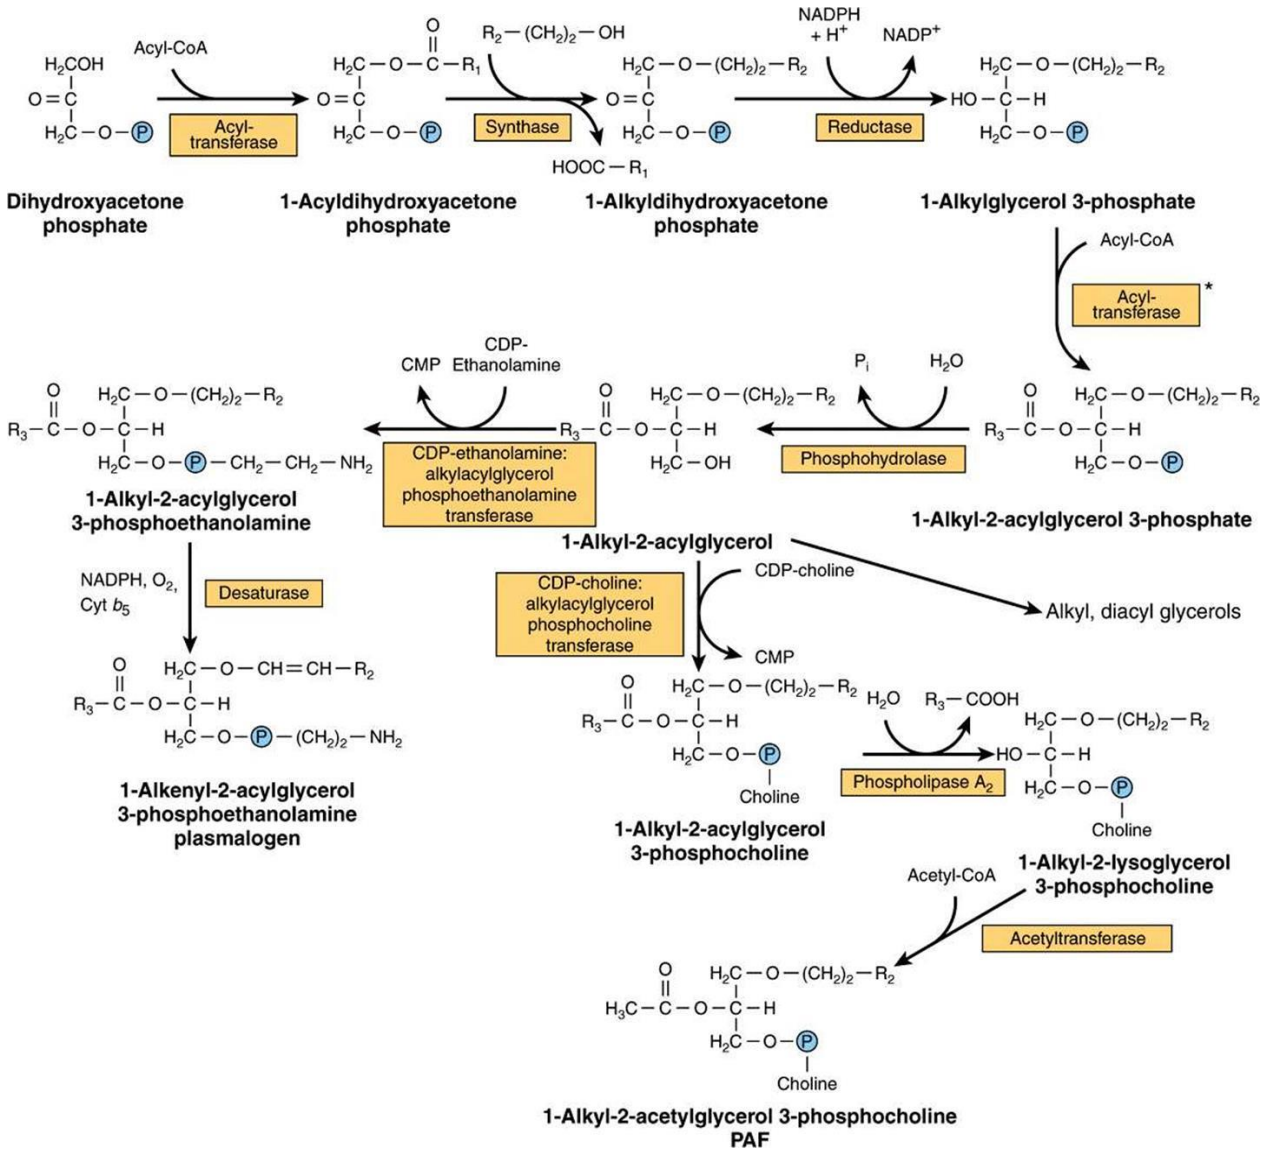 Acyl-CoA
NADPH
+ H⁺
NADP⁺
H₂COH
O=C
H₂C—O—P
Acyl-
transferase
O
H₂C—O—C—R₁
O=C
H₂C—O—P
R₂—(CH₂)₂—OH
Synthase
HOOC—R₁
H₂C—O—(CH₂)₂—R₂
O=C
H₂C—O—P
Reductase
H₂C—O—(CH₂)₂—R₂
HO—C—H
H₂C—O—P
Dihydroxyacetone
phosphate
1-Acyldihydroxyacetone
phosphate
1-Alkyldihydroxyacetone
phosphate
1-Alkylglycerol 3-phosphate
Acyl-CoA
Acyl-
transferase
*
O
H₂C—O—(CH₂)₂—R₂
R₃—C—O—C—H
H₂C—O—P
1-Alkyl-2-acylglycerol 3-phosphate
Pᵢ
H₂O
Phosphohydrolase
O
H₂C—O—(CH₂)₂—R₂
R₃—C—O—C—H
H₂C—OH
1-Alkyl-2-acylglycerol
CMP
CDP-
Ethanolamine
CDP-ethanolamine:
alkylacylglycerol
phosphoethanolamine
transferase
O
H₂C—O—(CH₂)₂—R₂
R₃—C—O—C—H
H₂C—O—P—CH₂—CH₂—NH₂
1-Alkyl-2-acylglycerol
3-phosphoethanolamine
NADPH, O₂,
Cyt b₅
Desaturase
O
H₂C—O—CH=CH—R₂
R₃—C—O—C—H
H₂C—O—P—(CH₂)₂—NH₂
1-Alkenyl-2-acylglycerol
3-phosphoethanolamine
plasmalogen
CDP-choline:
alkylacylglycerol
phosphocholine
transferase
CDP-choline
CMP
Alkyl, diacyl glycerols
O
H₂C—O—(CH₂)₂—R₂
R₃—C—O—C—H
H₂C—O—P
Choline
1-Alkyl-2-acylglycerol
3-phosphocholine
H₂O
R₃—COOH
Phospholipase A₂
H₂C—O—(CH₂)₂—R₂
HO—C—H
H₂C—O—P
Choline
1-Alkyl-2-lysoglycerol
3-phosphocholine
Acetyl-CoA
Acetyltransferase
O
H₂C—O—(CH₂)₂—R₂
H₃C—C—O—C—H
H₂C—O—P
Choline
1-Alkyl-2-acetylglycerol 3-phosphocholine
PAF